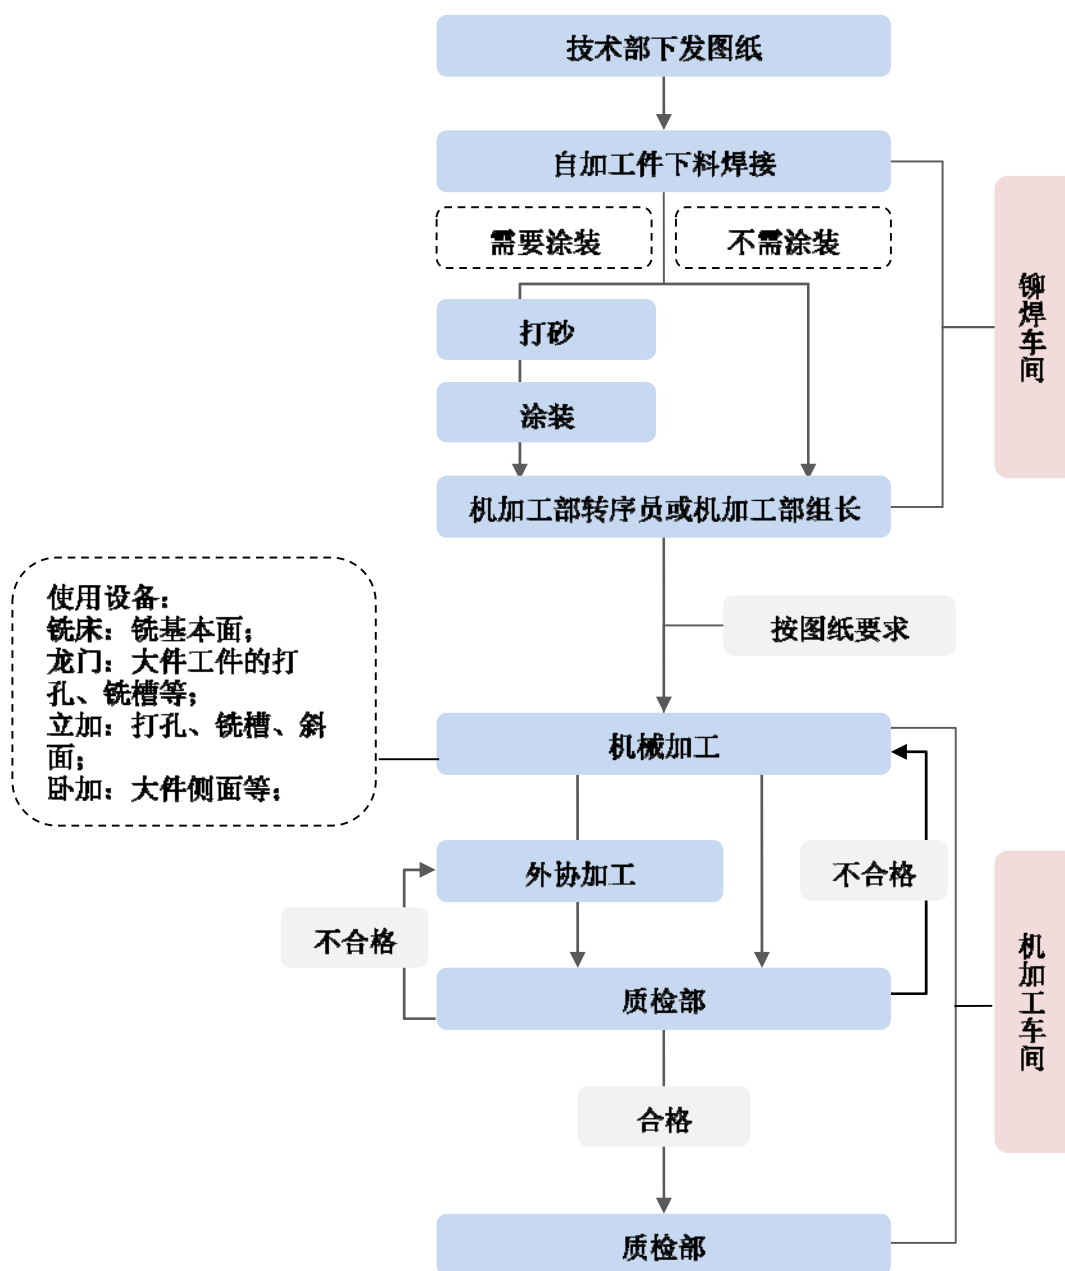 技术部下发图纸
自加工件下料焊接
需要涂装
不需涂装
打砂
涂装
铆焊车间
机加工部转序员或机加工部组长
使用设备：
铣床：铣基本面；
龙门：大件工件的打
孔、铣槽等；
立加：打孔、铣槽、斜
面；
卧加：大件侧面等；
按图纸要求
机械加工
外协加工
不合格
不合格
质检部
机加工车间
合格
质检部